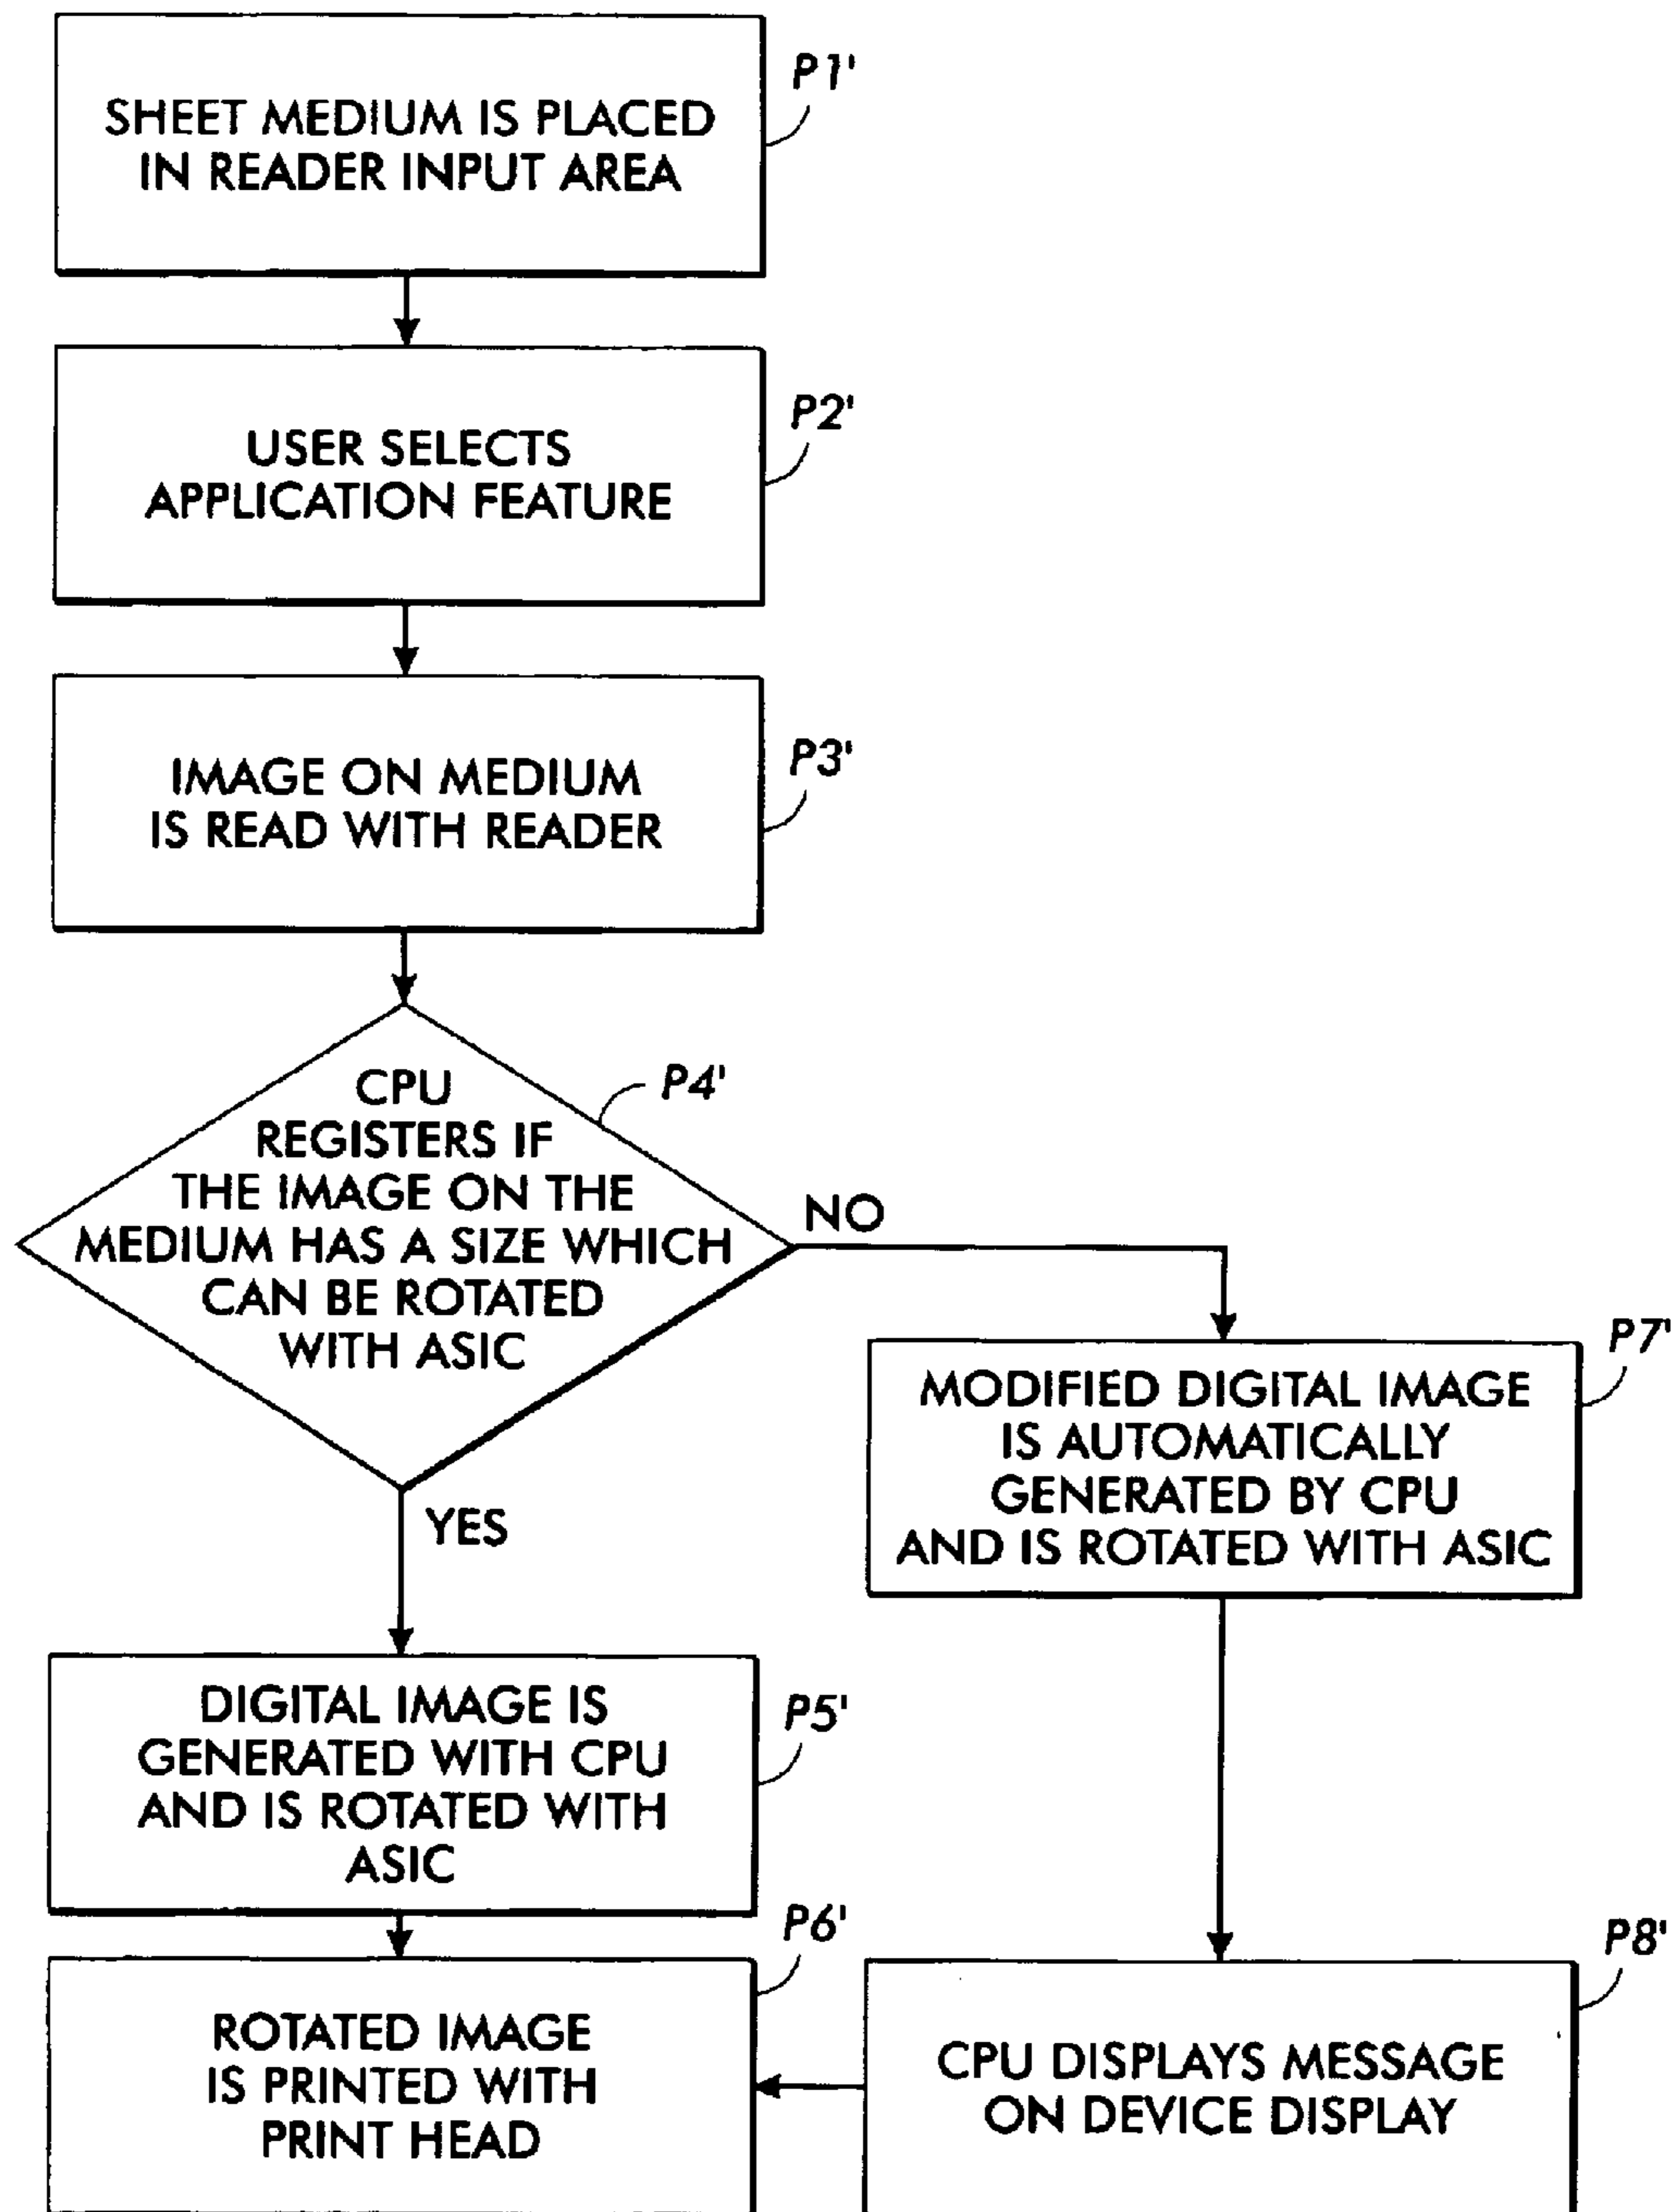 P1'
SHEET MEDIUM IS PLACED
IN READER INPUT AREA
P2'
USER SELECTS
APPLICATION FEATURE
P3'
IMAGE ON MEDIUM
IS READ WITH READER
P4'
CPU
REGISTERS IF
THE IMAGE ON THE
MEDIUM HAS A SIZE WHICH
CAN BE ROTATED
WITH ASIC
NO
YES
P7'
MODIFIED DIGITAL IMAGE
IS AUTOMATICALLY
GENERATED BY CPU
AND IS ROTATED WITH ASIC
P5'
DIGITAL IMAGE IS
GENERATED WITH CPU
AND IS ROTATED WITH
ASIC
P6'
ROTATED IMAGE
IS PRINTED WITH
PRINT HEAD
P8'
CPU DISPLAYS MESSAGE
ON DEVICE DISPLAY